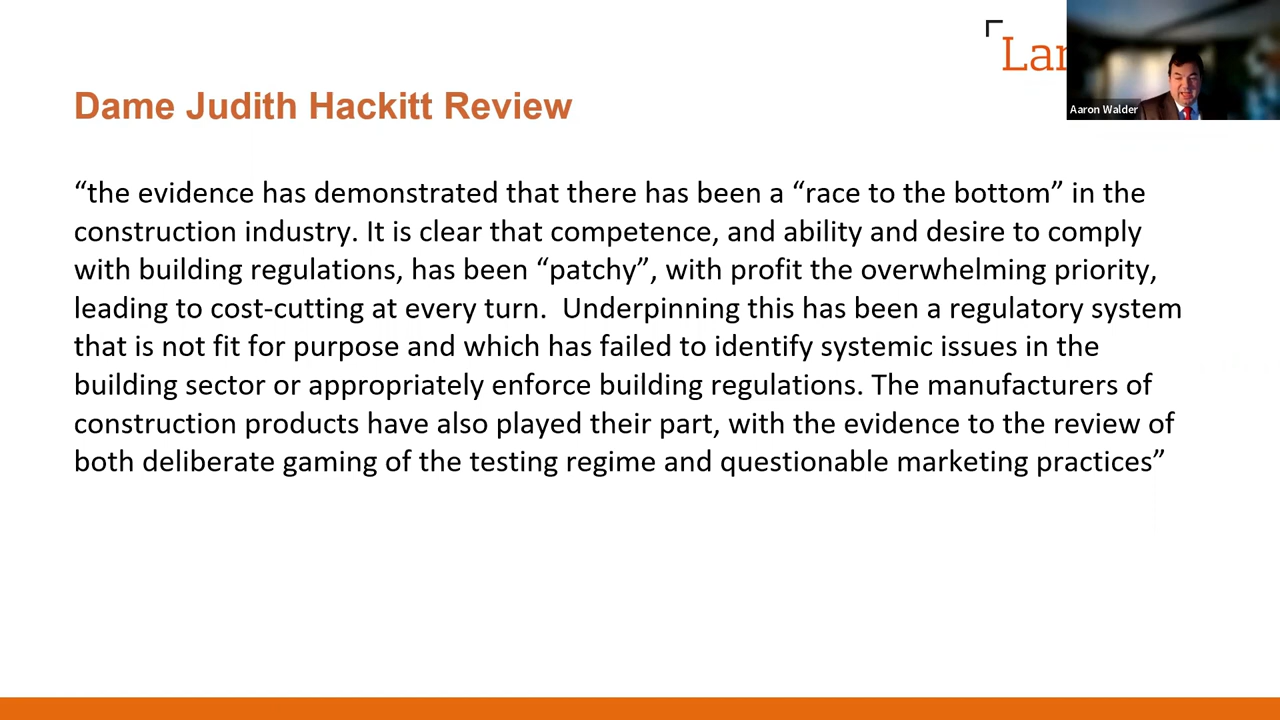 Lan
Aaron Walder
Dame Judith Hackitt Review
“the evidence has demonstrated that there has been a “race to the bottom” in the
construction industry. It is clear that competence, and ability and desire to comply
with building regulations, has been “patchy”, with profit the overwhelming priority,
leading to cost-cutting at every turn.  Underpinning this has been a regulatory system
that is not fit for purpose and which has failed to identify systemic issues in the
building sector or appropriately enforce building regulations. The manufacturers of
construction products have also played their part, with the evidence to the review of
both deliberate gaming of the testing regime and questionable marketing practices”